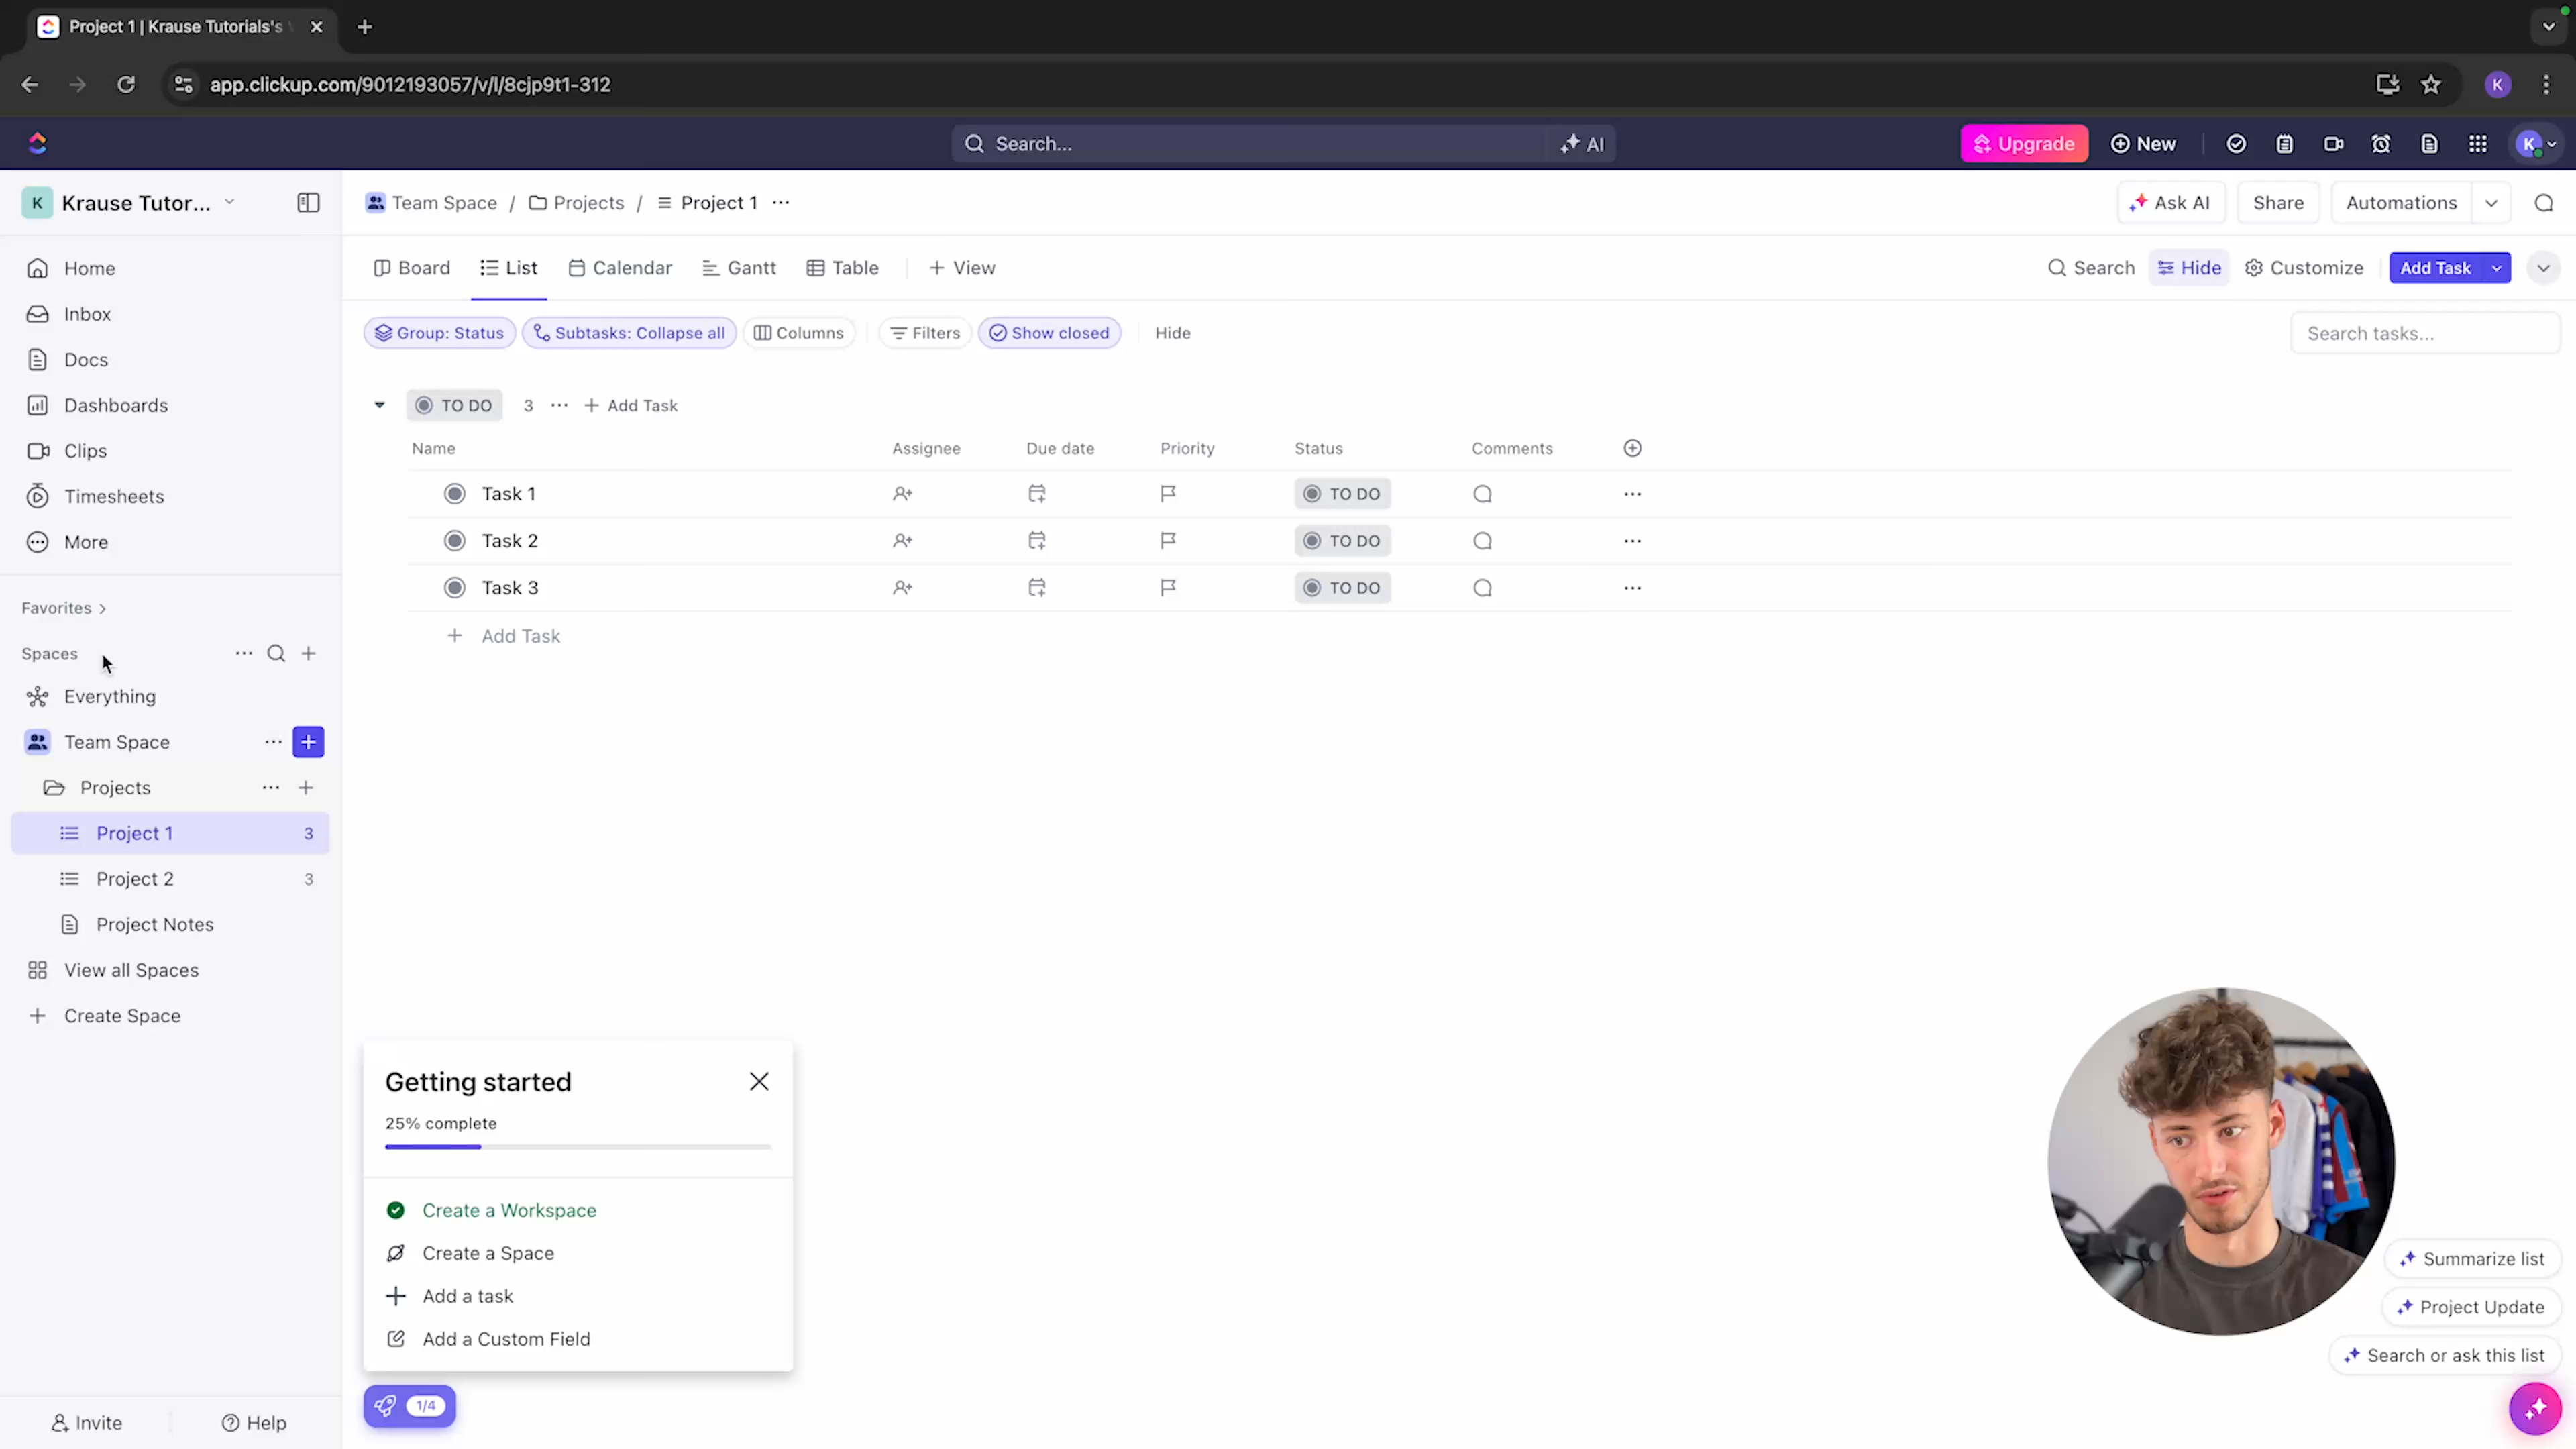 Project 1 | Krause Tutorials's
app.clickup.com/9012193057/v/l/8cjp9t1-312
K
Search...
AI
Upgrade
New
K
K
Krause Tutor...
Team Space / Projects / Project 1
Ask AI
Share
Automations
Home
Inbox
Docs
Dashboards
Clips
Timesheets
More
Favorites
Spaces
Everything
Team Space
Projects
Project 1 3
Project 2 3
Project Notes
View all Spaces
Create Space
Invite
Help
Board
List
Calendar
Gantt
Table
View
Search
Hide
Customize
Add Task
Group: Status
Subtasks: Collapse all
Columns
Filters
Show closed
Hide
Search tasks...
TO DO 3 Add Task
Name Assignee Due date Priority Status Comments
Task 1 TO DO
Task 2 TO DO
Task 3 TO DO
Add Task
Getting started
25% complete
Create a Workspace
Create a Space
Add a task
Add a Custom Field
1/4
Summarize list
Project Update
Search or ask this list